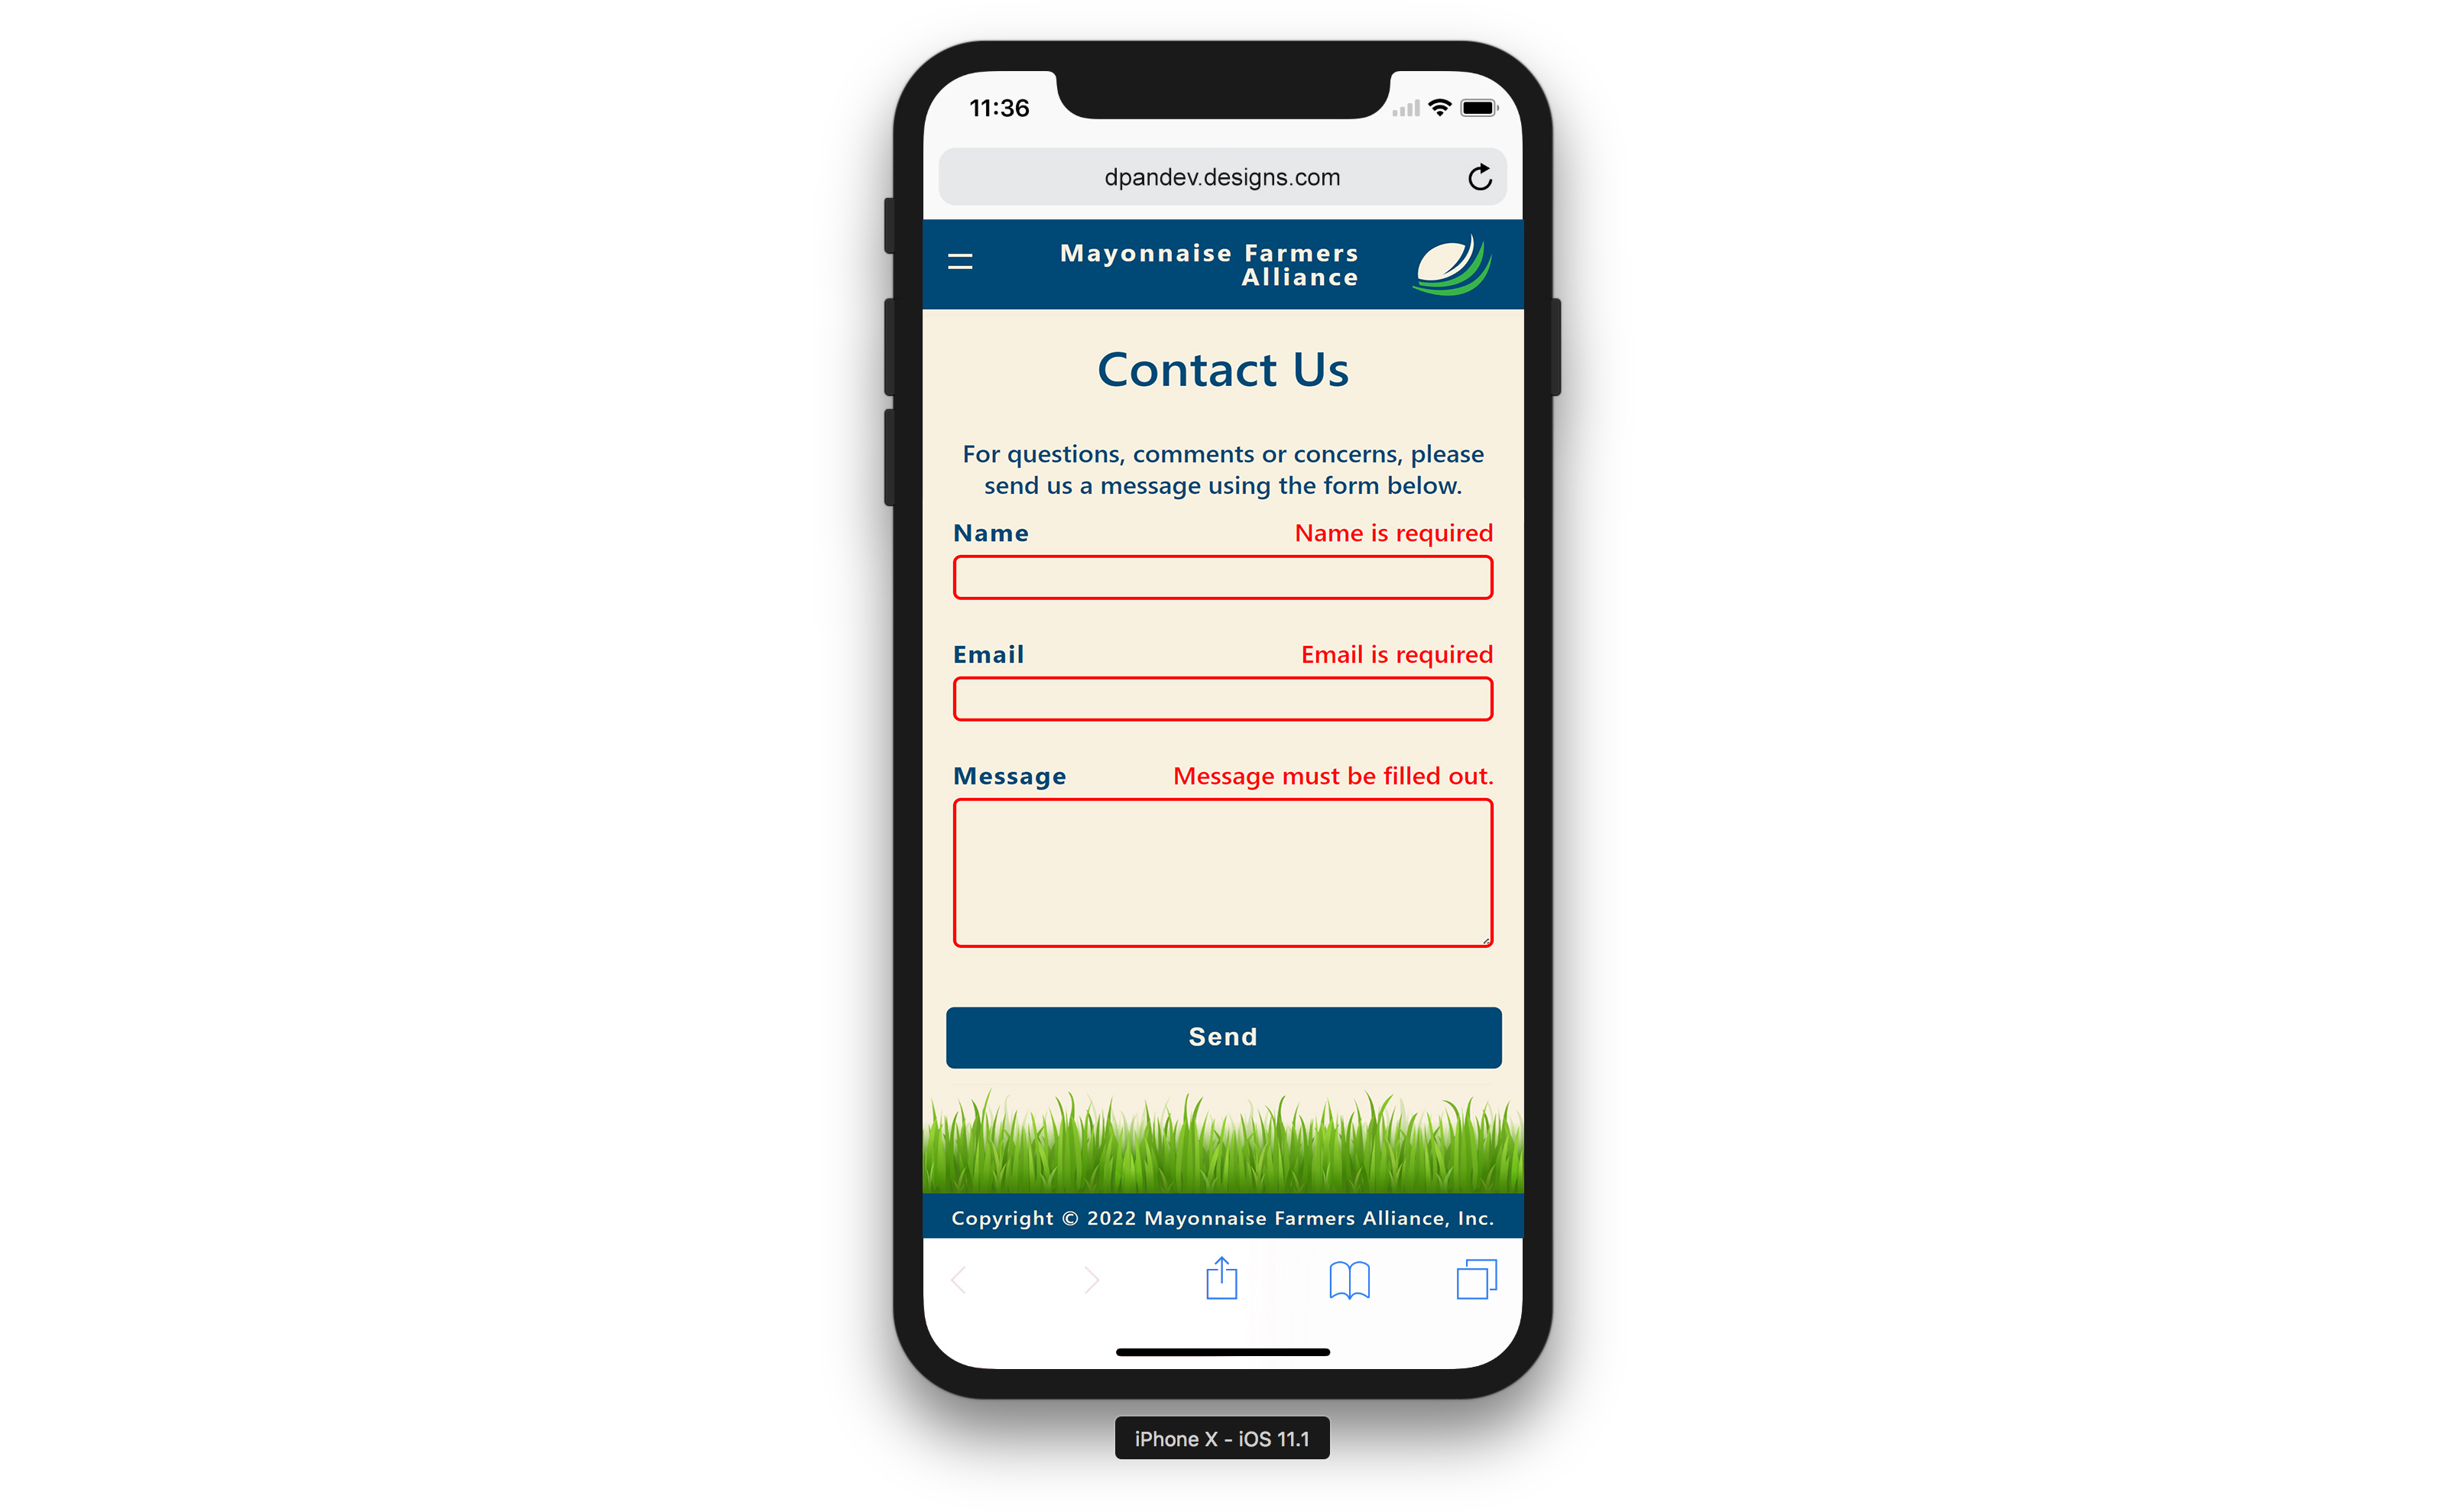 11:36
dpandev.designs.com
Mayonnaise Farmers
Alliance
Contact Us
For questions, comments or concerns, please
send us a message using the form below.
Name Name is required
Email Email is required
Message Message must be filled out.
Send
Copyright © 2022 Mayonnaise Farmers Alliance, Inc.
iPhone X - iOS 11.1